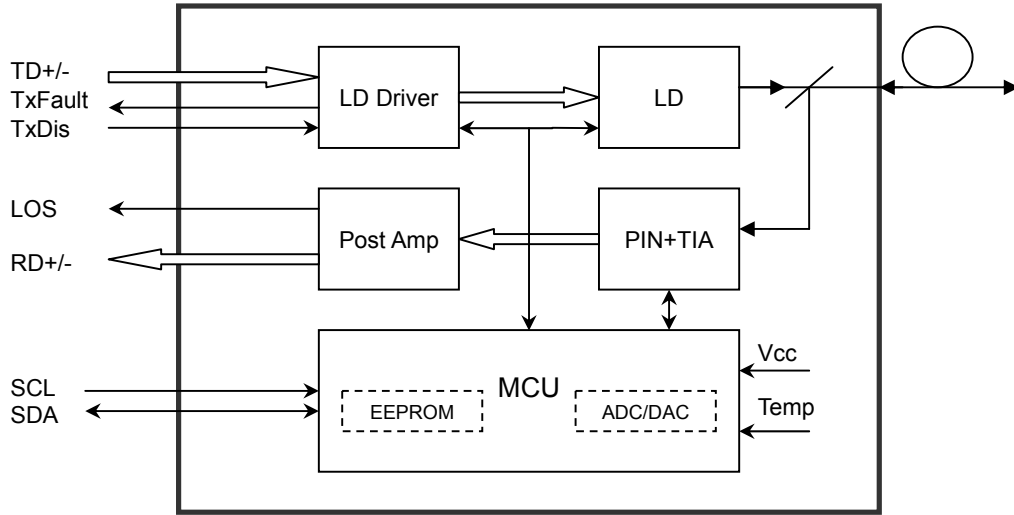 TD+/-
TxFault
TxDis
LD Driver
LD
LOS
RD+/-
Post Amp
PIN+TIA
SCL
SDA
MCU
EEPROM
ADC/DAC
Vcc
Temp